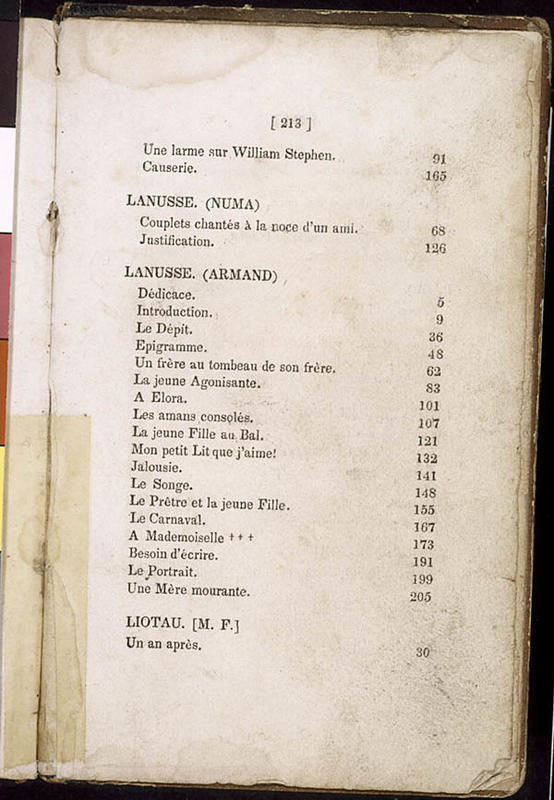 [ 213 ]
Une larme sur William Stephen. 91
Causerie. 165
LANUSSE. (NUMA)
Couplets chantés à la noce d'un ami. 68
Justification. 126
LANUSSE. (ARMAND)
Dédicace. 5
Introduction. 9
Le Dépit. 36
Epigramme. 48
Un frère au tombeau de son frère. 62
La jeune Agonisante. 83
A Elora. 101
Les amans consolés. 107
La jeune Fille au Bal. 121
Mon petit Lit que j'aime! 132
Jalousie. 141
Le Songe. 148
Le Prêtre et la jeune Fille. 155
Le Carnaval. 167
A Mademoiselle † † † 173
Besoin d'écrire. 191
Le Portrait. 199
Une Mère mourante. 205
LIOTAU. [M. F.]
Un an après. 30